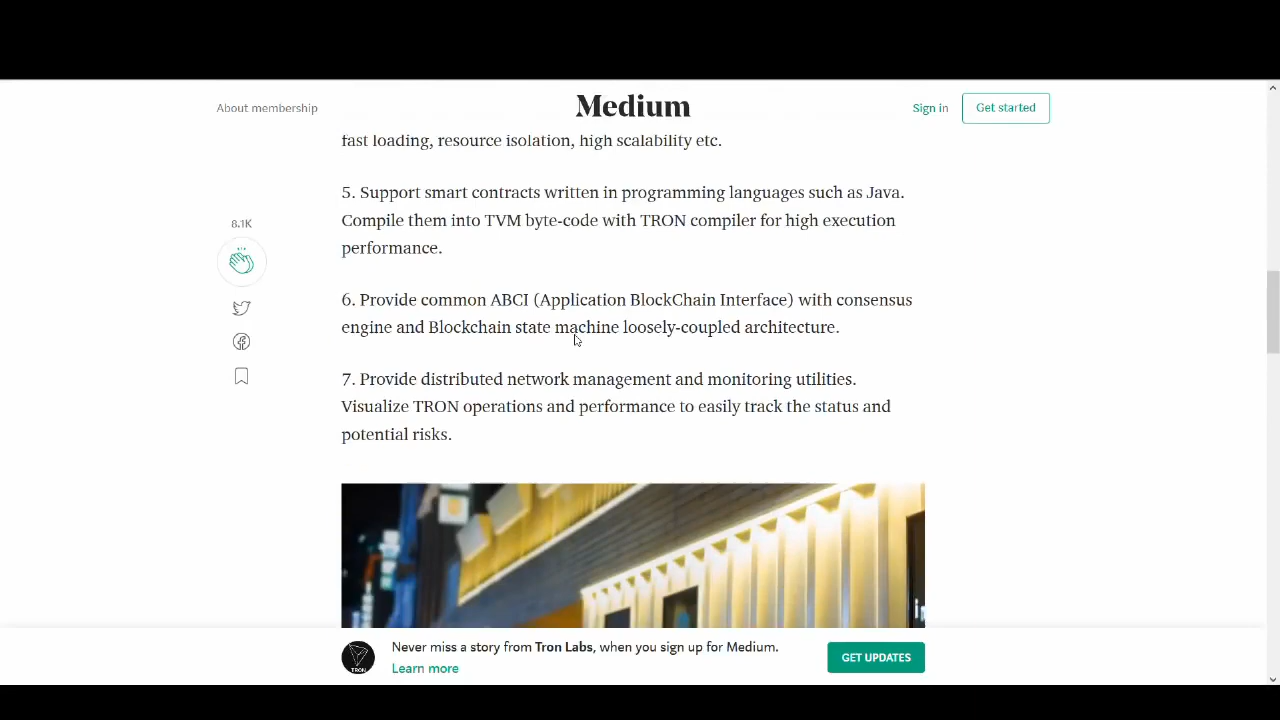 About membership
Medium
Sign in
Get started
fast loading, resource isolation, high scalability etc.
8.1K
5. Support smart contracts written in programming languages such as Java.
Compile them into TVM byte-code with TRON compiler for high execution
performance.
6. Provide common ABCI (Application BlockChain Interface) with consensus
engine and Blockchain state machine loosely-coupled architecture.
7. Provide distributed network management and monitoring utilities.
Visualize TRON operations and performance to easily track the status and
potential risks.
TRON
Never miss a story from Tron Labs, when you sign up for Medium.
Learn more
GET UPDATES